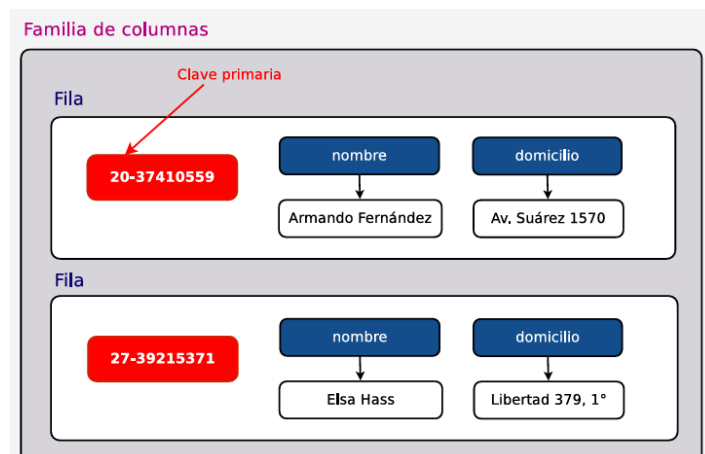 Familia de columnas
Clave primaria
Fila
20-37410559
nombre
domicilio
Armando Fernández
Av. Suárez 1570
Fila
27-39215371
nombre
domicilio
Elsa Hass
Libertad 379, 1°